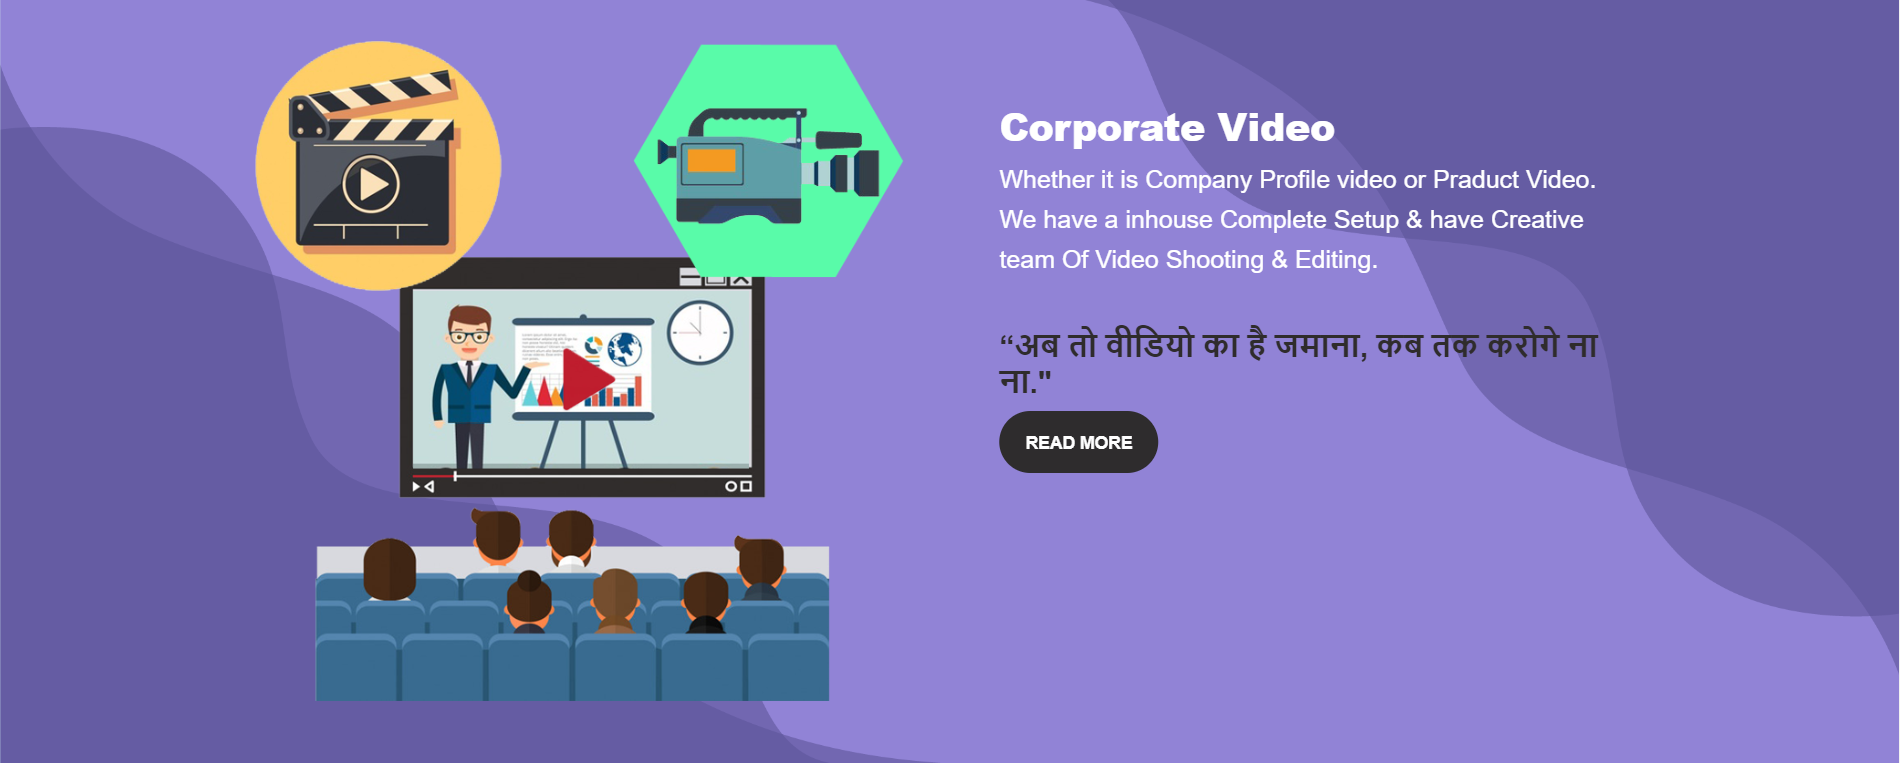 Corporate Video
Whether it is Company Profile video or Praduct Video.
We have a inhouse Complete Setup & have Creative
team Of Video Shooting & Editing.
“अब तो वीडियो का है जमाना, कब तक करोगे ना
ना."
READ MORE